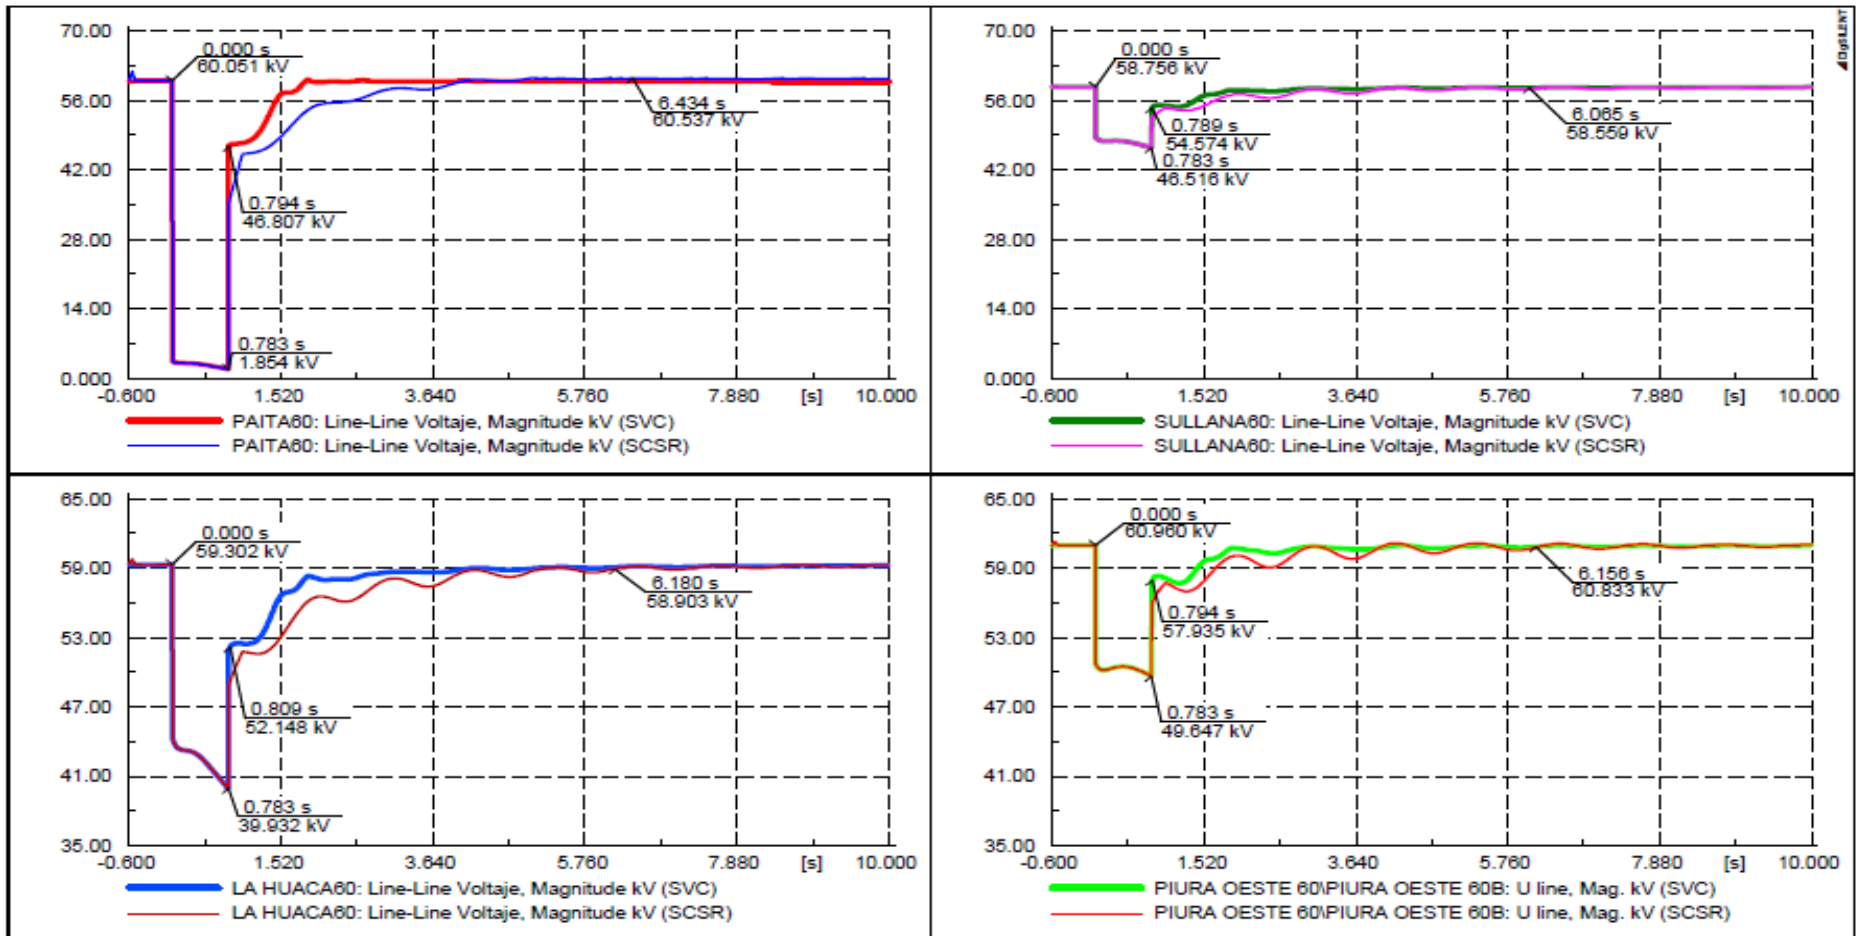 70.00
56.00
42.00
28.00
14.00
0.000
-0.600
1.520
3.640
5.760
7.880
[s]
10.000
0.000 s
60.051 kV
6.434 s
60.537 kV
0.794 s
46.807 kV
0.783 s
1.854 kV
PAITA60: Line-Line Voltaje, Magnitude kV (SVC)
PAITA60: Line-Line Voltaje, Magnitude kV (SCSR)
DIgSILENT
70.00
56.00
42.00
28.00
14.00
0.000
-0.600
1.520
3.640
5.760
7.880
[s]
10.000
0.000 s
58.756 kV
0.789 s
54.574 kV
0.783 s
46.516 kV
6.065 s
58.559 kV
SULLANA60: Line-Line Voltaje, Magnitude kV (SVC)
SULLANA60: Line-Line Voltaje, Magnitude kV (SCSR)
65.00
59.00
53.00
47.00
41.00
35.00
-0.600
1.520
3.640
5.760
7.880
[s]
10.000
0.000 s
59.302 kV
6.180 s
58.903 kV
0.809 s
52.148 kV
0.783 s
39.932 kV
LA HUACA60: Line-Line Voltaje, Magnitude kV (SVC)
LA HUACA60: Line-Line Voltaje, Magnitude kV (SCSR)
65.00
59.00
53.00
47.00
41.00
35.00
-0.600
1.520
3.640
5.760
7.880
[s]
10.000
0.000 s
60.960 kV
6.156 s
60.833 kV
0.794 s
57.935 kV
0.783 s
49.647 kV
PIURA OESTE 60\PIURA OESTE 60B: U line, Mag. kV (SVC)
PIURA OESTE 60\PIURA OESTE 60B: U line, Mag. kV (SCSR)